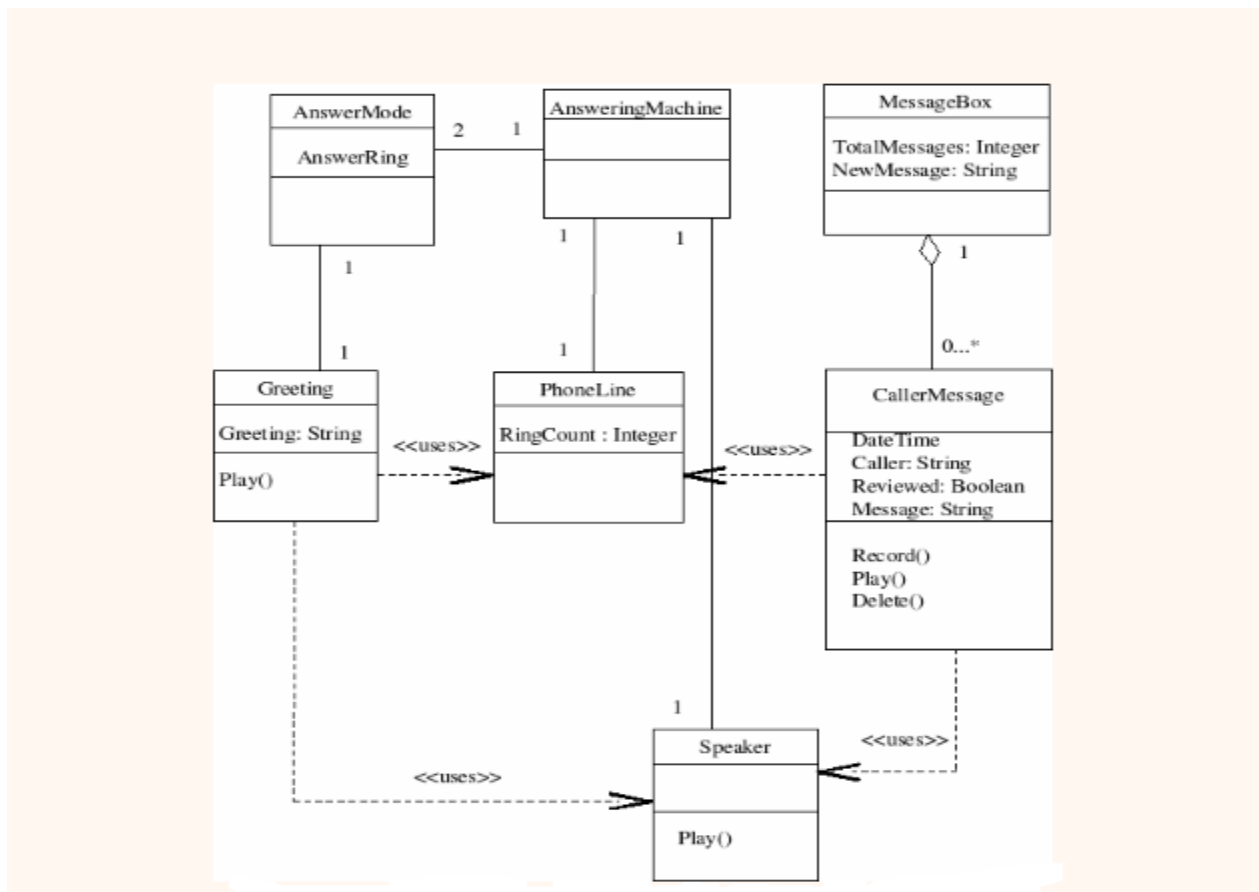 AnswerMode
AnswerRing
2
1
AnsweringMachine
MessageBox
TotalMessages: Integer
NewMessage: String
1
1
1
1
1
1
0...*
Greeting
Greeting: String
Play()
<<uses>>
PhoneLine
RingCount : Integer
<<uses>>
CallerMessage
DateTime
Caller: String
Reviewed: Boolean
Message: String
Record()
Play()
Delete()
1
<<uses>>
<<uses>>
Speaker
Play()